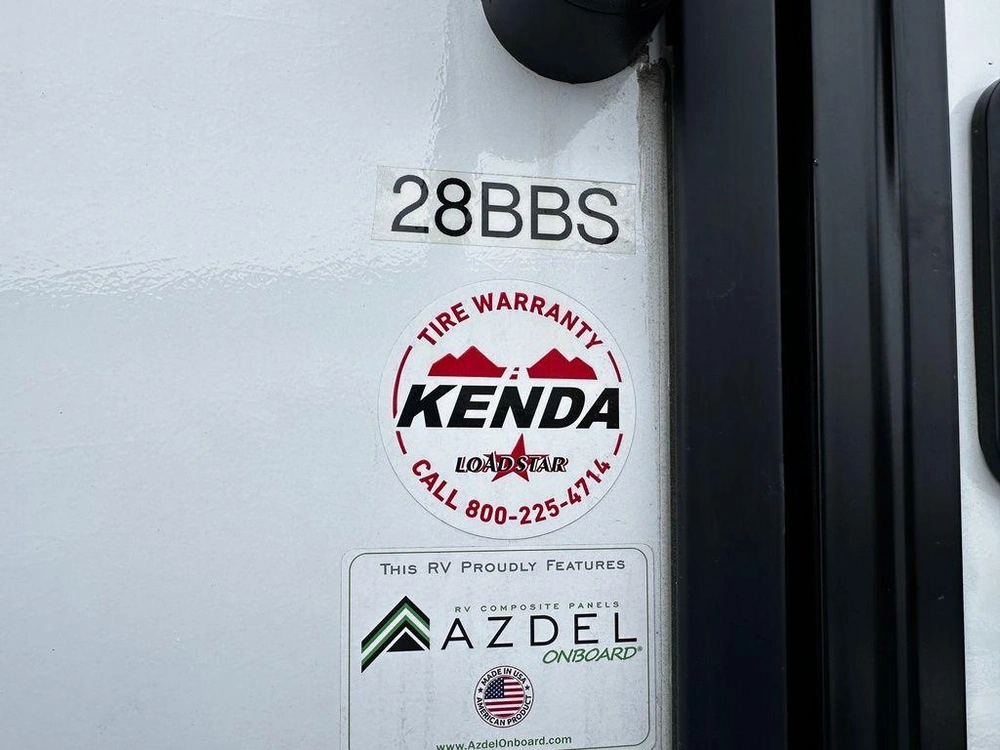 28BBS
TIRE WARRANTY
KENDA
LOADSTAR
CALL 800-225-4714
THIS RV PROUDLY FEATURES
RV COMPOSITE PANELS
AZDEL
ONBOARD®
MADE IN USA
AMERICAN PRODUCT
www.AzdelOnboard.com